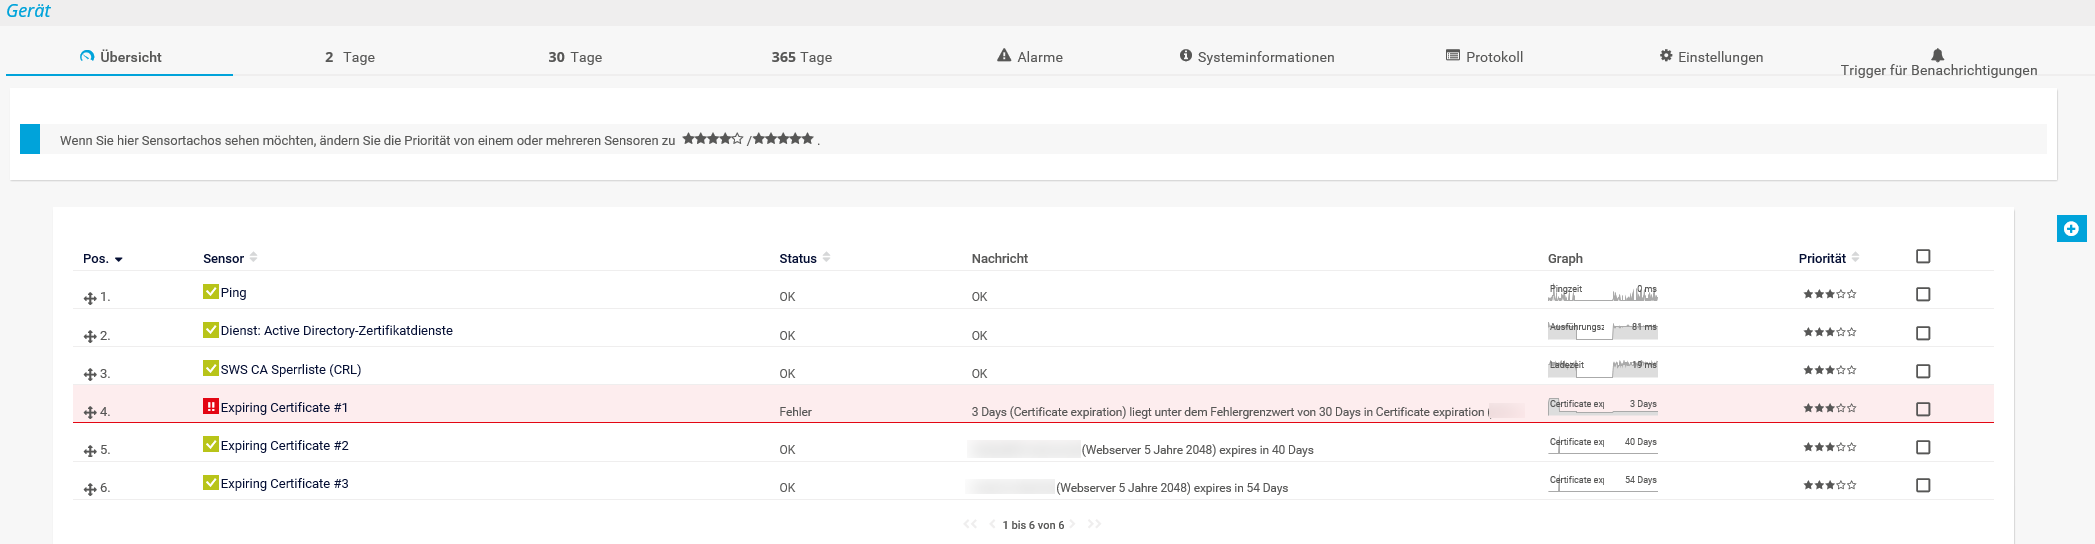 Gerät
Übersicht 2 Tage 30 Tage 365 Tage Alarme Systeminformationen Protokoll Einstellungen Trigger für Benachrichtigungen
Wenn Sie hier Sensortachos sehen möchten, ändern Sie die Priorität von einem oder mehreren Sensoren zu ★★★★☆/★★★★★.
Pos. Sensor Status Nachricht Graph Priorität
1. Ping OK OK Pingzeit 0 ms ★★★☆☆
2. Dienst: Active Directory-Zertifikatdienste OK OK Ausführungsz 81 ms ★★★☆☆
3. SWS CA Sperrliste (CRL) OK OK Ladezeit 19 ms ★★★☆☆
4. Expiring Certificate #1 Fehler 3 Days (Certificate expiration) liegt unter dem Fehlergrenzwert von 30 Days in Certificate expiration ( Certificate exp 3 Days ★★★☆☆
5. Expiring Certificate #2 OK (Webserver 5 Jahre 2048) expires in 40 Days Certificate exp 40 Days ★★★☆☆
6. Expiring Certificate #3 OK (Webserver 5 Jahre 2048) expires in 54 Days Certificate exp 54 Days ★★★☆☆
<< < 1 bis 6 von 6 > >>